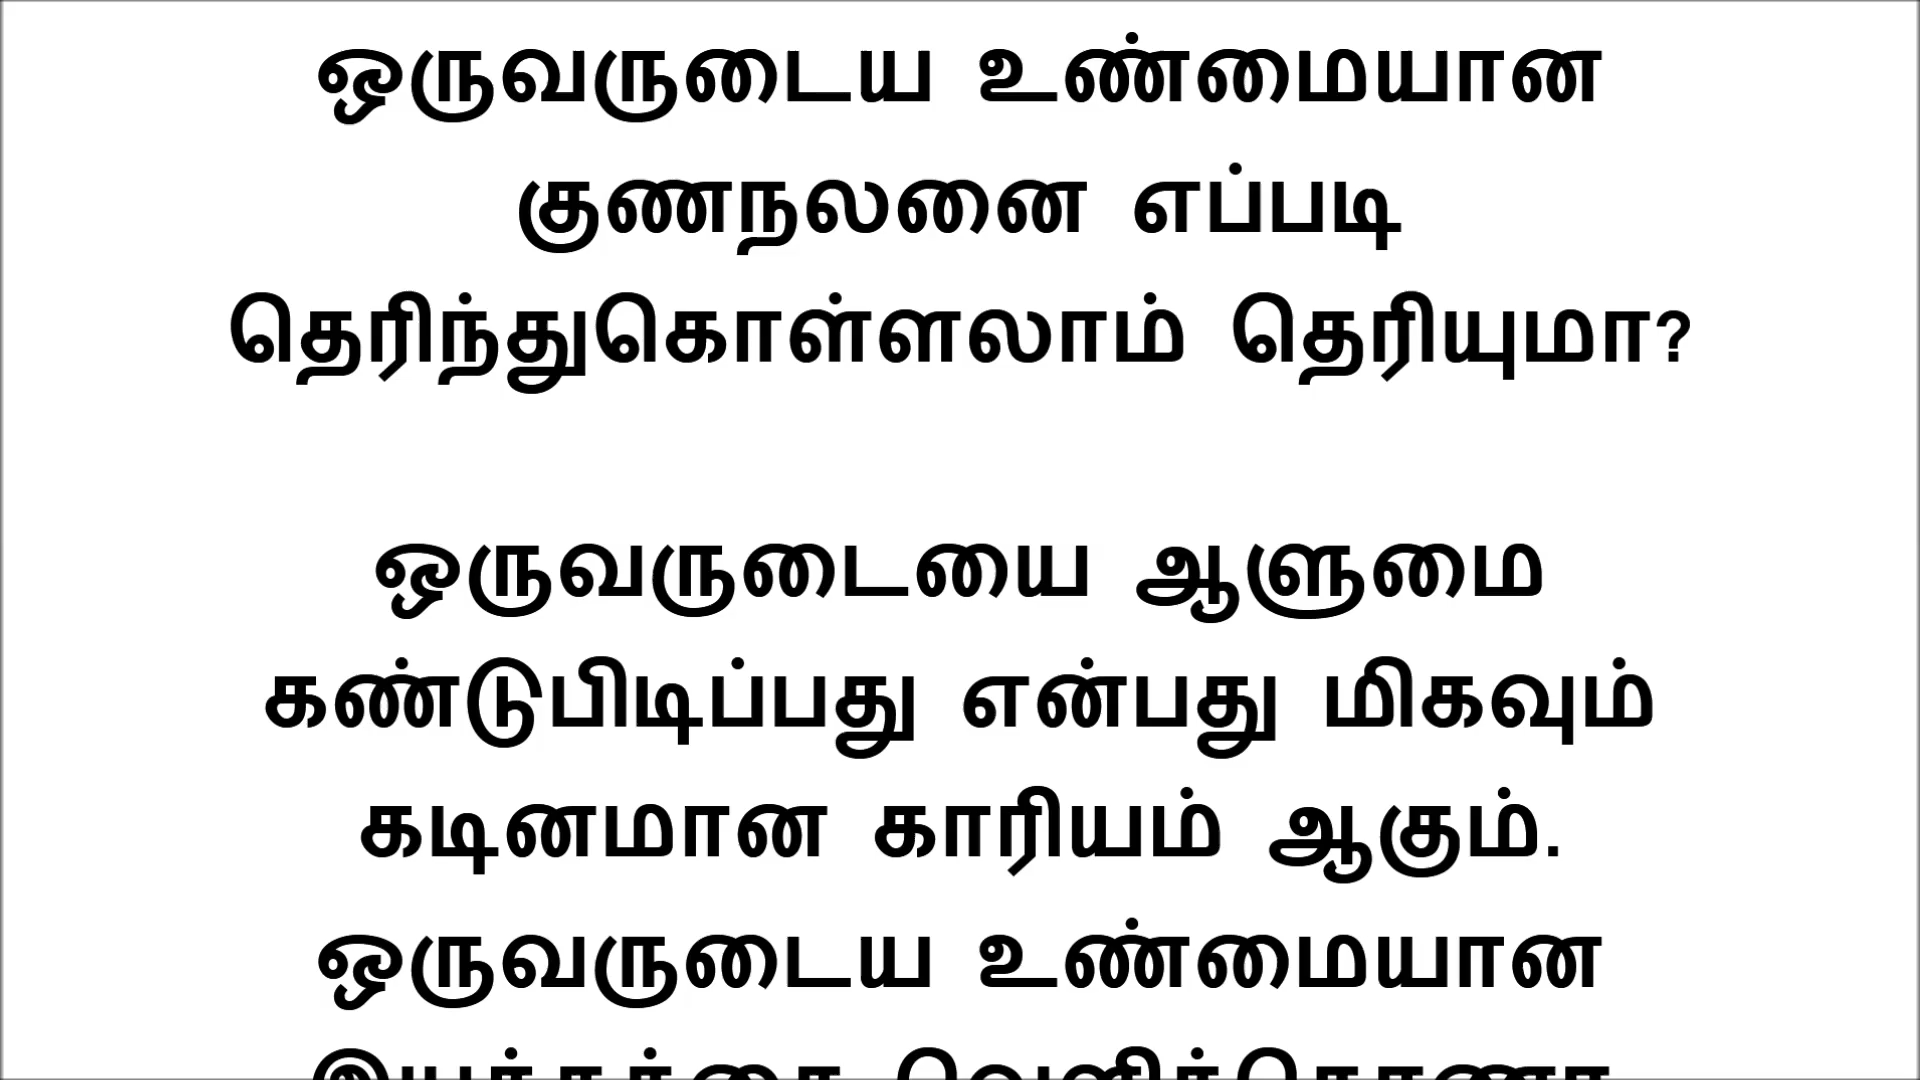 ஒருவருடைய உண்மையான
குணநலனை எப்படி
தெரிந்துகொள்ளலாம் தெரியுமா?
ஒருவருடையை ஆளுமை
கண்டுபிடிப்பது என்பது மிகவும்
கடினமான காரியம் ஆகும்.
ஒருவருடைய உண்மையான